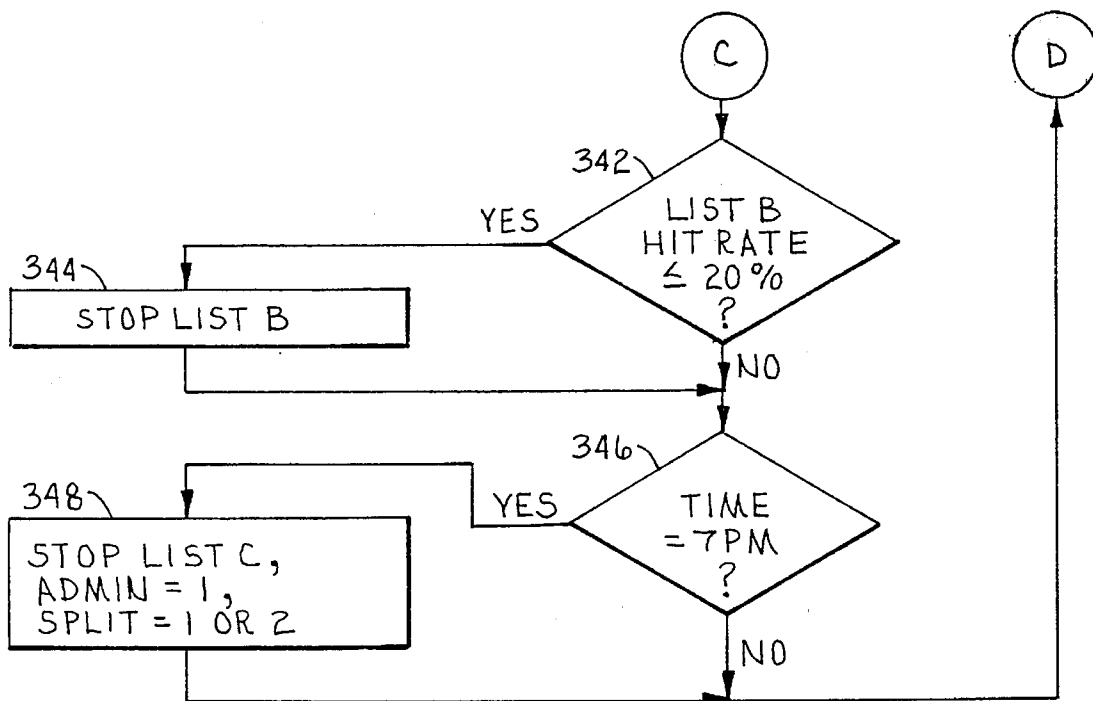 C
D
342
YES
LIST B
HIT RATE
≤ 20%
?
344
STOP LIST B
NO
346
YES
TIME
= 7PM
?
348
STOP LIST C,
ADMIN = 1,
SPLIT = 1 OR 2
NO